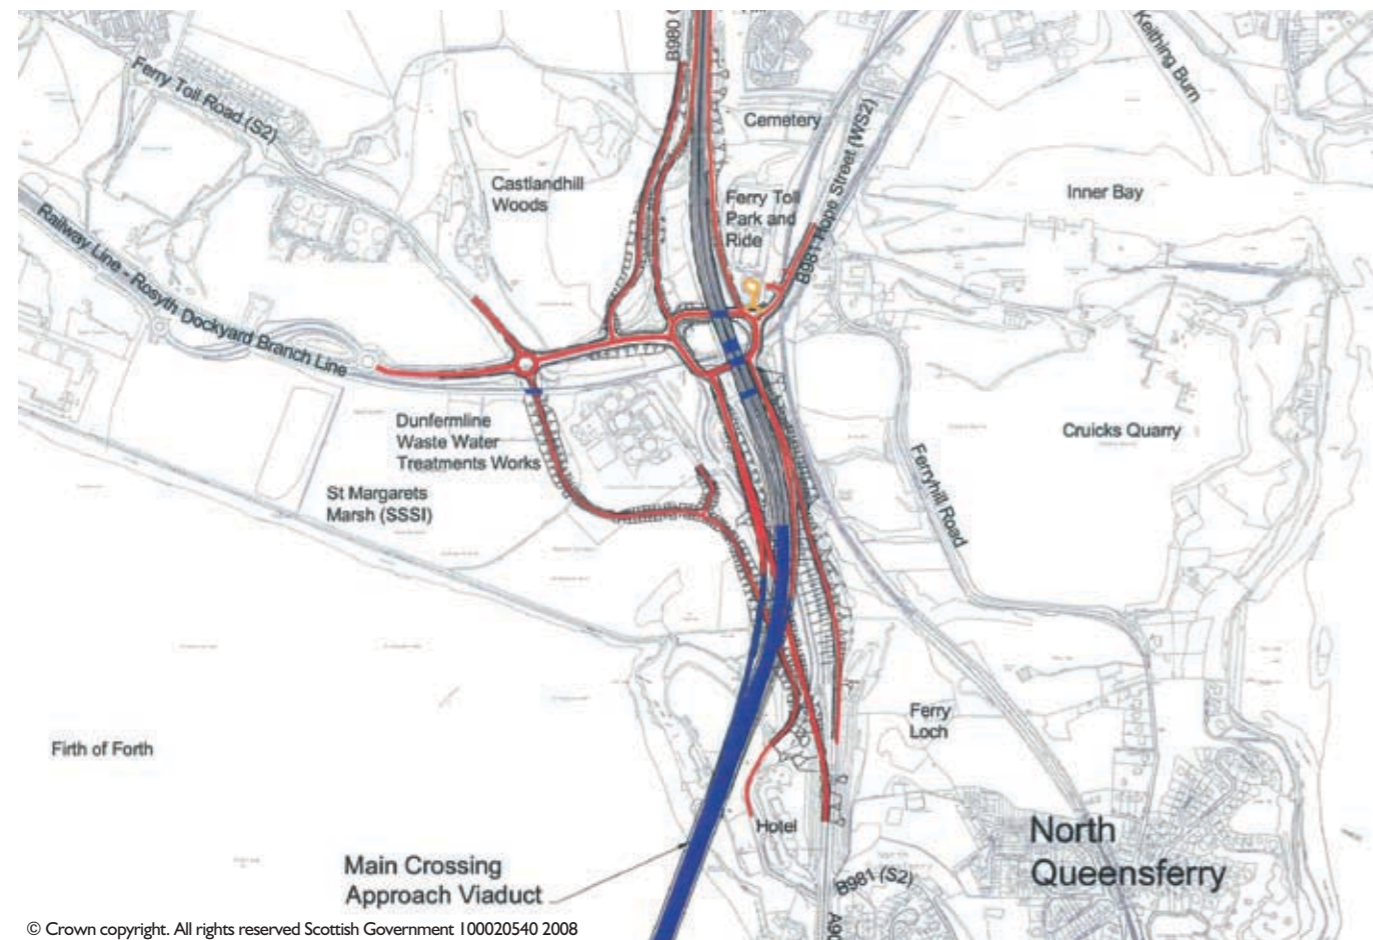 B980
Keithing Burn
Ferry Toll Road (S2)
Cemetery
Castlandhill
Woods
Ferry Toll
Park and
Ride
B981 Hope Street (WS2)
Inner Bay
Railway Line - Rosyth Dockyard Branch Line
Dunfermline
Waste Water
Treatments Works
St Margarets
Marsh (SSSI)
Cruicks Quarry
Ferryhill Road
Firth of Forth
Ferry
Loch
Hotel
North
Queensferry
Main Crossing
Approach Viaduct
B981 (S2)
A90
© Crown copyright. All rights reserved Scottish Government 100020540 2008